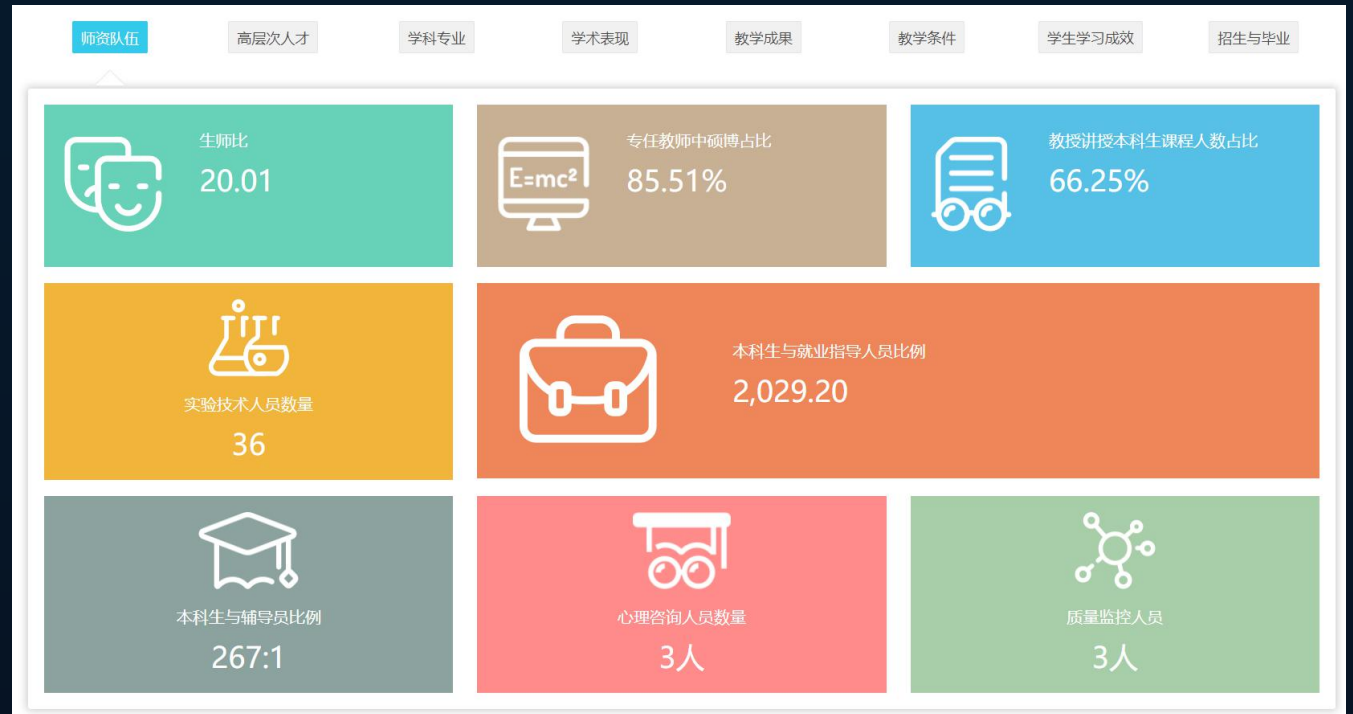 师资队伍
高层次人才
学科专业
学术表现
教学成果
教学条件
学生学习成效
招生与毕业
生师比
20.01
E=mc²
专任教师中硕博占比
85.51%
教授讲授本科生课程人数占比
66.25%
实验技术人员数量
36
本科生与就业指导人员比例
2,029.20
本科生与辅导员比例
267:1
心理咨询人员数量
3人
质量监控人员
3人